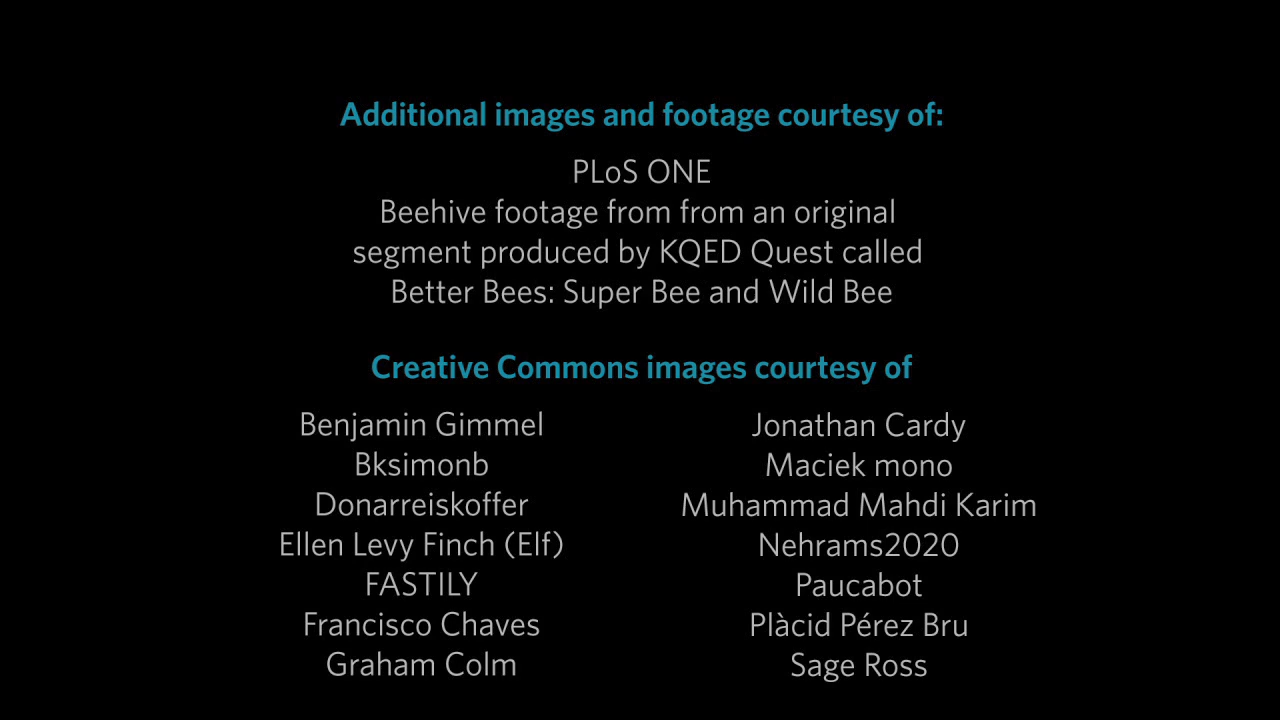 Additional images and footage courtesy of:
PLoS ONE
Beehive footage from from an original
segment produced by KQED Quest called
Better Bees: Super Bee and Wild Bee
Creative Commons images courtesy of
Benjamin Gimmel
Bksimonb
Donarreiskoffer
Ellen Levy Finch (Elf)
FASTILY
Francisco Chaves
Graham Colm
Jonathan Cardy
Maciek mono
Muhammad Mahdi Karim
Nehrams2020
Paucabot
Plàcid Pérez Bru
Sage Ross